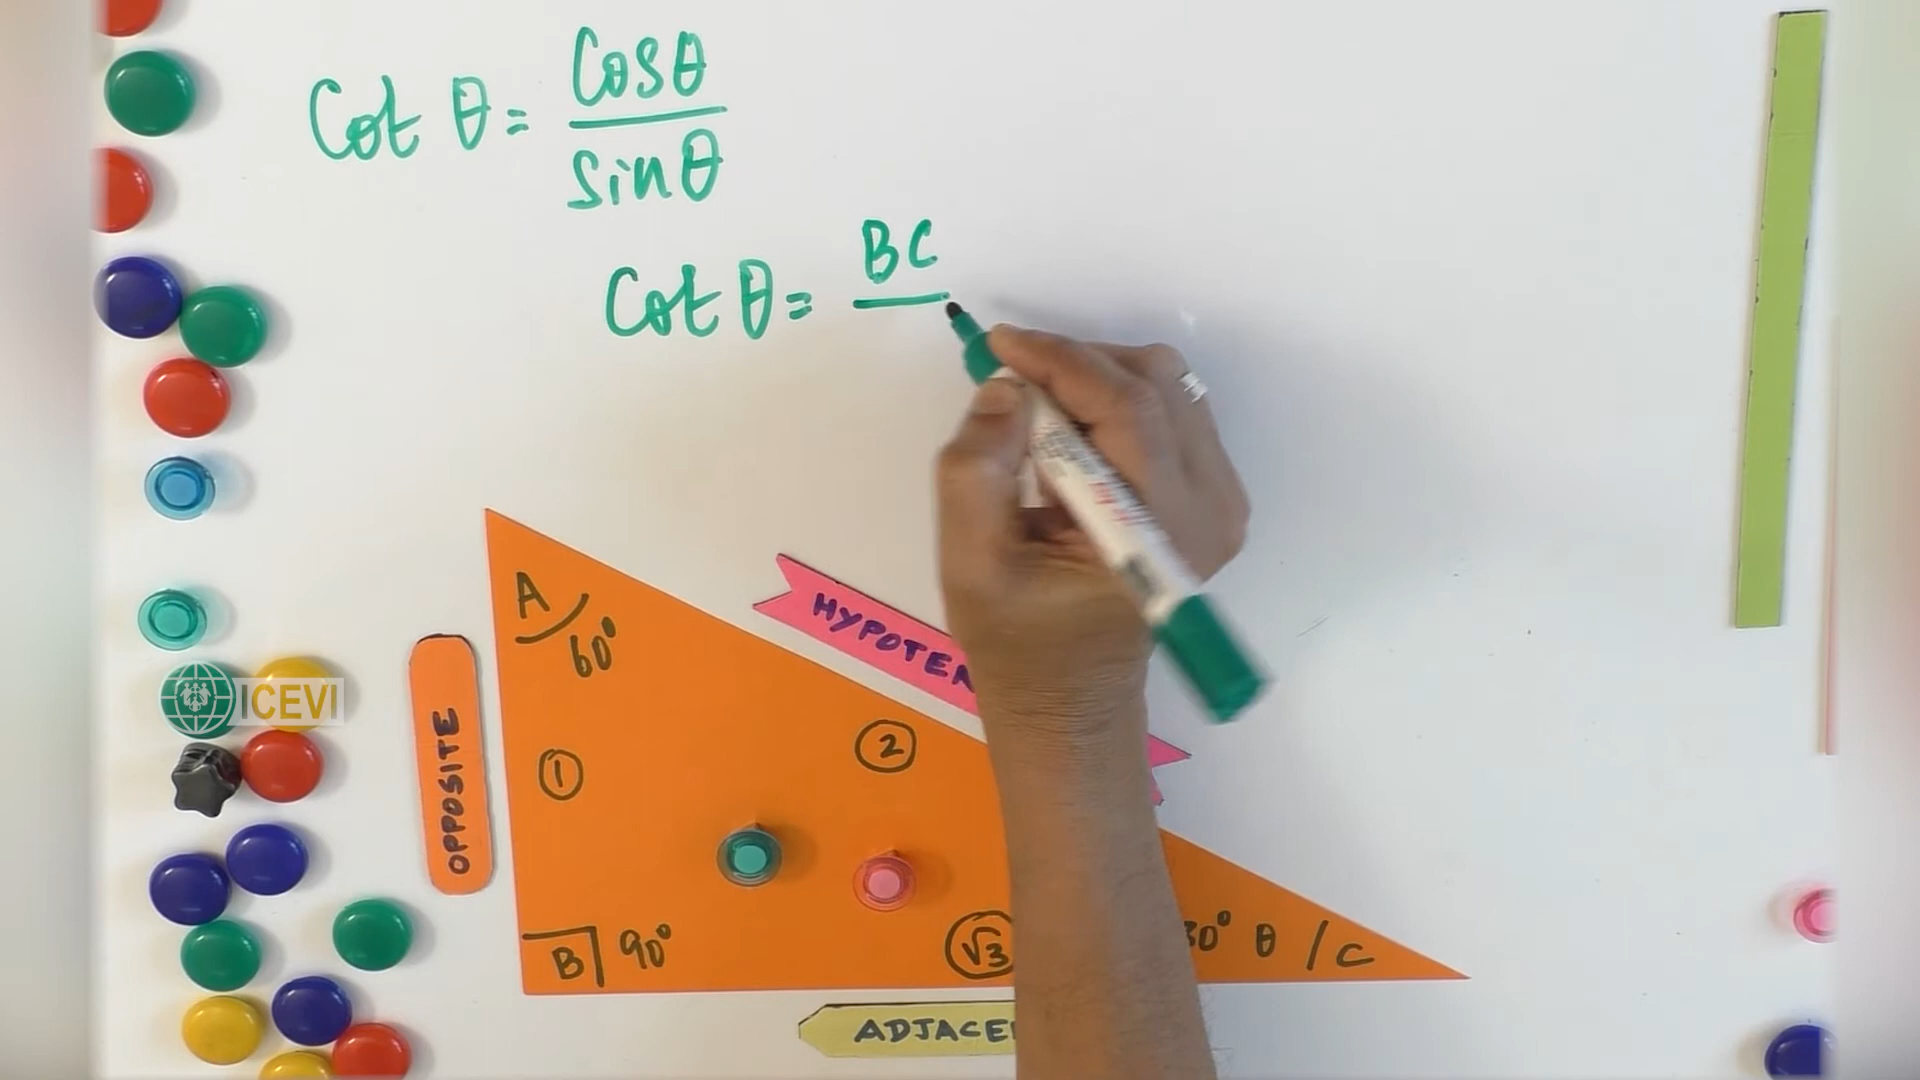 Cot θ = Cosθ / sinθ
Cot θ = BC
A
60°
HYPOTEN
OPPOSITE
ICEVI
1
2
B 90°
√3
30° θ / C
ADJACE